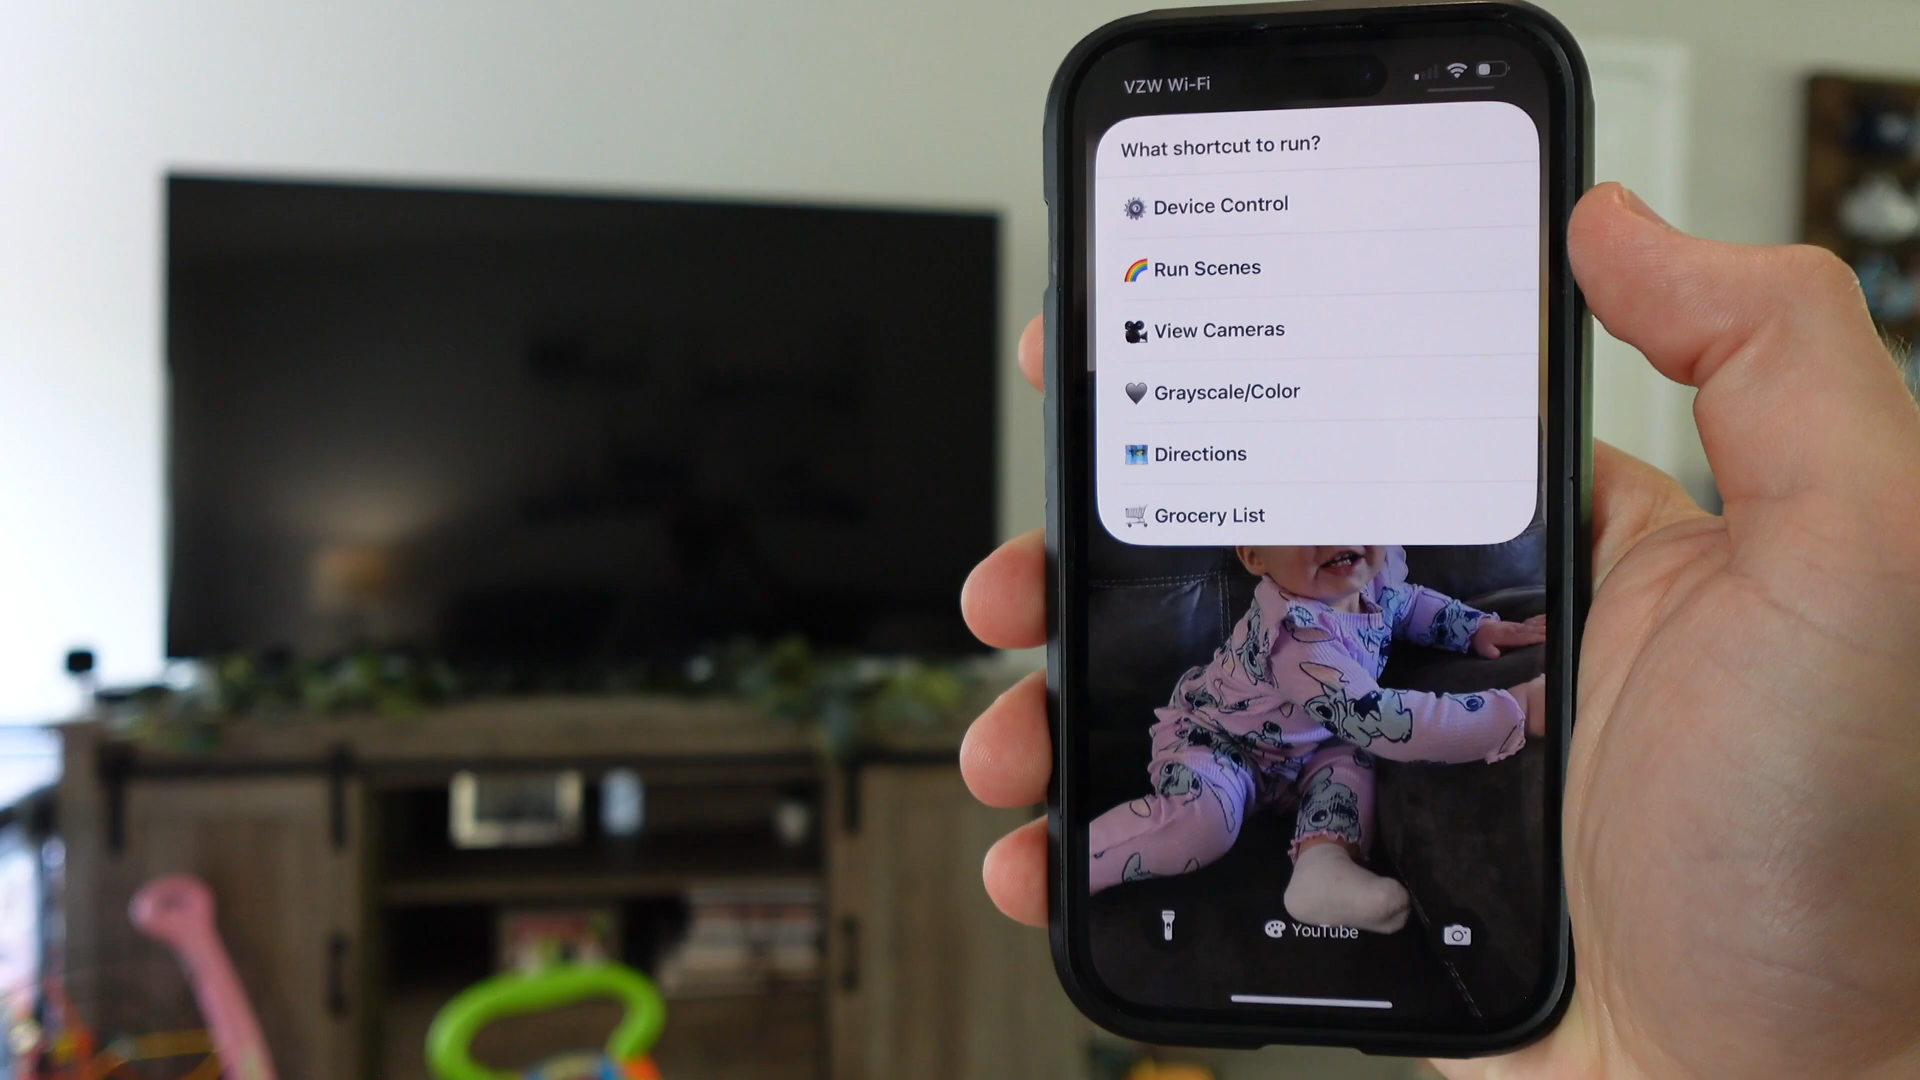 VZW Wi-Fi
What shortcut to run?
Device Control
Run Scenes
View Cameras
Grayscale/Color
Directions
Grocery List
YouTube